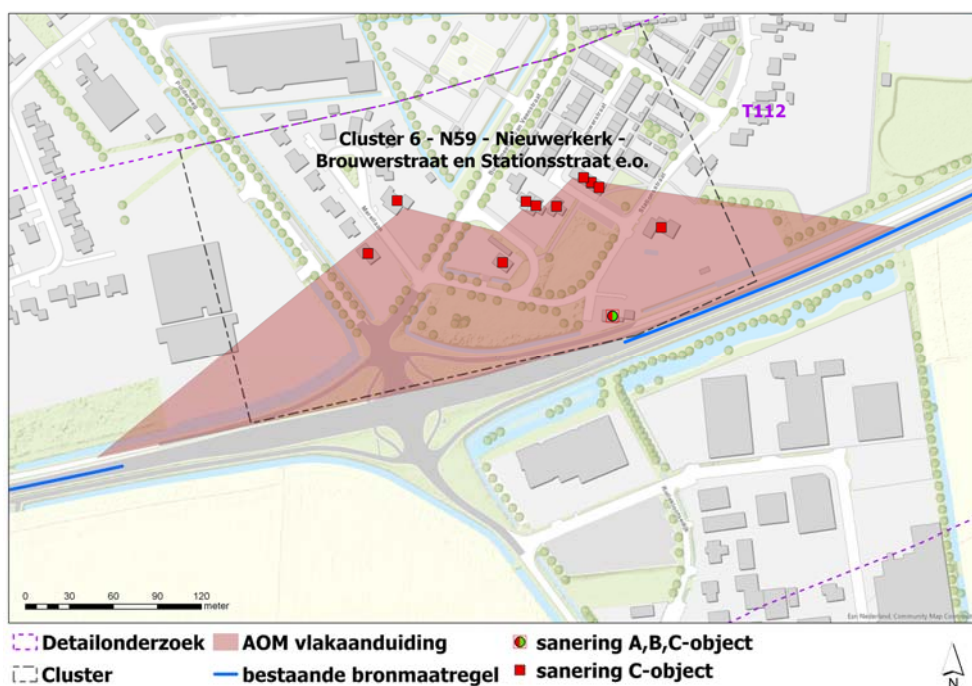 T112
Cluster 6 - N59 - Nieuwerkerk -
Brouwerstraat en Stationsstraat e.o.
Stationsstraat
0 30 60 90 120
meter
Esri Nederland, Community Map
Detailonderzoek
AOM vlakaanduiding
sanering A,B,C-object
Cluster
bestaande bronmaatregel
sanering C-object
N